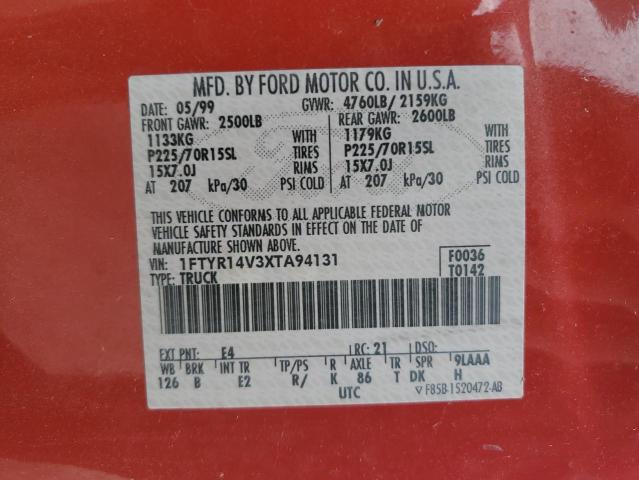 MFD. BY FORD MOTOR CO. IN U.S.A.
DATE: 05/99 GVWR: 4760LB/ 2159KG
FRONT GAWR: 2500LB REAR GAWR: 2600LB
1133KG WITH 1179KG WITH
P225/70R15SL TIRES P225/70R15SL TIRES
15X7.0J RIMS 15X7.0J RIMS
AT 207 kPa/30 PSI COLD AT 207 kPa/30 PSI COLD
THIS VEHICLE CONFORMS TO ALL APPLICABLE FEDERAL MOTOR
VEHICLE SAFETY STANDARDS IN EFFECT ON THE DATE OF
MANUFACTURE SHOWN ABOVE.
VIN: 1FTYR14V3XTA94131 F0036
TYPE: TRUCK T0142
EXT PNT: E4 RC: 21 DSO:
WB BRK INT TR TP/PS R AXLE TR SPR 9LAAA
126 B E2 R/ K 86 T DK H
UTC F85B-1520472-AB